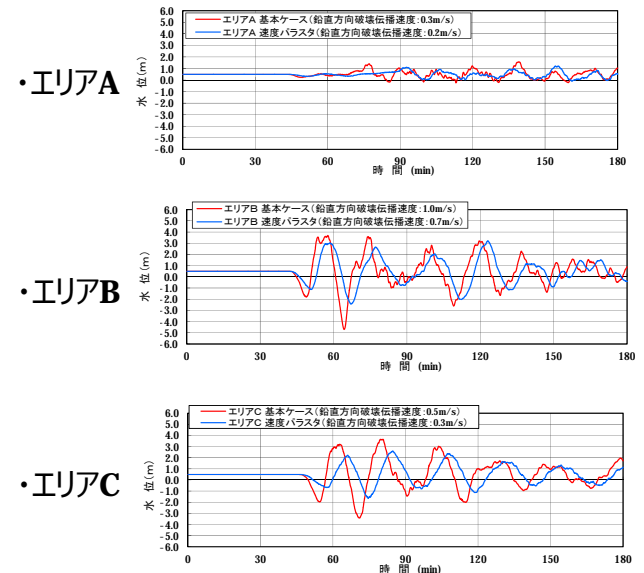 ・エリアA
エリアA 基本ケース(鉛直方向破壊伝播速度:0.3m/s)
エリアA 速度パラスタ(鉛直方向破壊伝播速度:0.2m/s)
水 位(m)
6.0
5.0
4.0
3.0
2.0
1.0
0.0
-1.0
-2.0
-3.0
-4.0
-5.0
-6.0
0 30 60 90 120 150 180
時 間 (min)
・エリアB
エリアB 基本ケース(鉛直方向破壊伝播速度:1.0m/s)
エリアB 速度パラスタ(鉛直方向破壊伝播速度:0.7m/s)
水 位(m)
6.0
5.0
4.0
3.0
2.0
1.0
0.0
-1.0
-2.0
-3.0
-4.0
-5.0
-6.0
0 30 60 90 120 150 180
時 間 (min)
・エリアC
エリアC 基本ケース(鉛直方向破壊伝播速度:0.5m/s)
エリアC 速度パラスタ(鉛直方向破壊伝播速度:0.3m/s)
水 位(m)
6.0
5.0
4.0
3.0
2.0
1.0
0.0
-1.0
-2.0
-3.0
-4.0
-5.0
-6.0
0 30 60 90 120 150 180
時 間 (min)